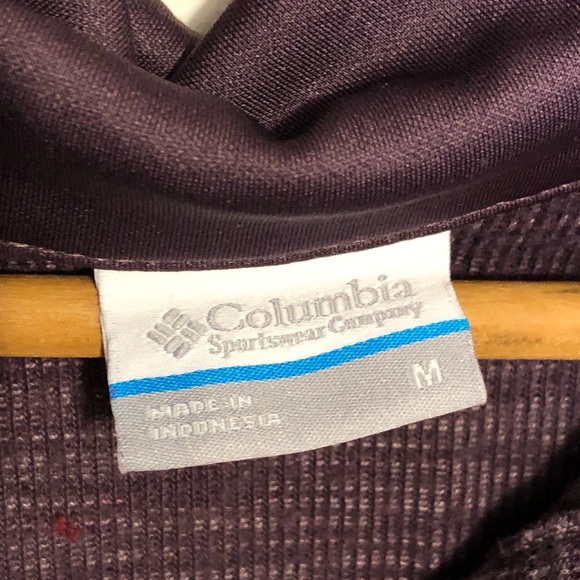 Columbia
Sportswear Company
M
MADE IN
INDONESIA